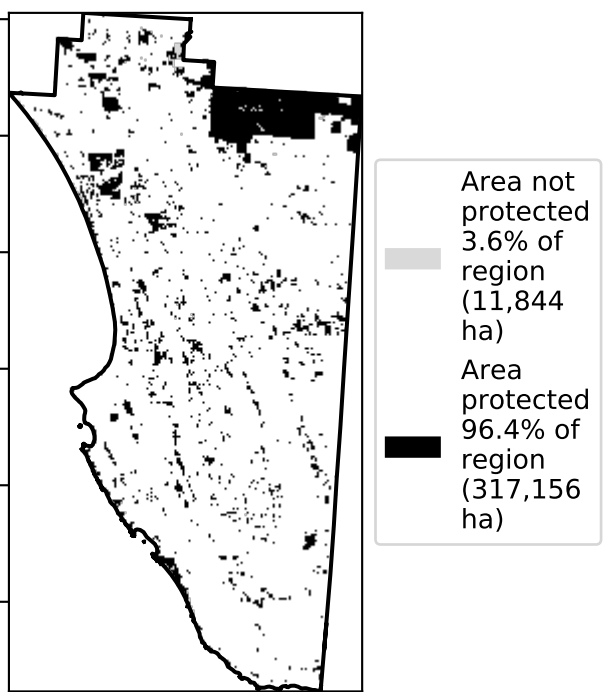 Area not
protected
3.6% of
region
(11,844
ha)
Area
protected
96.4% of
region
(317,156
ha)